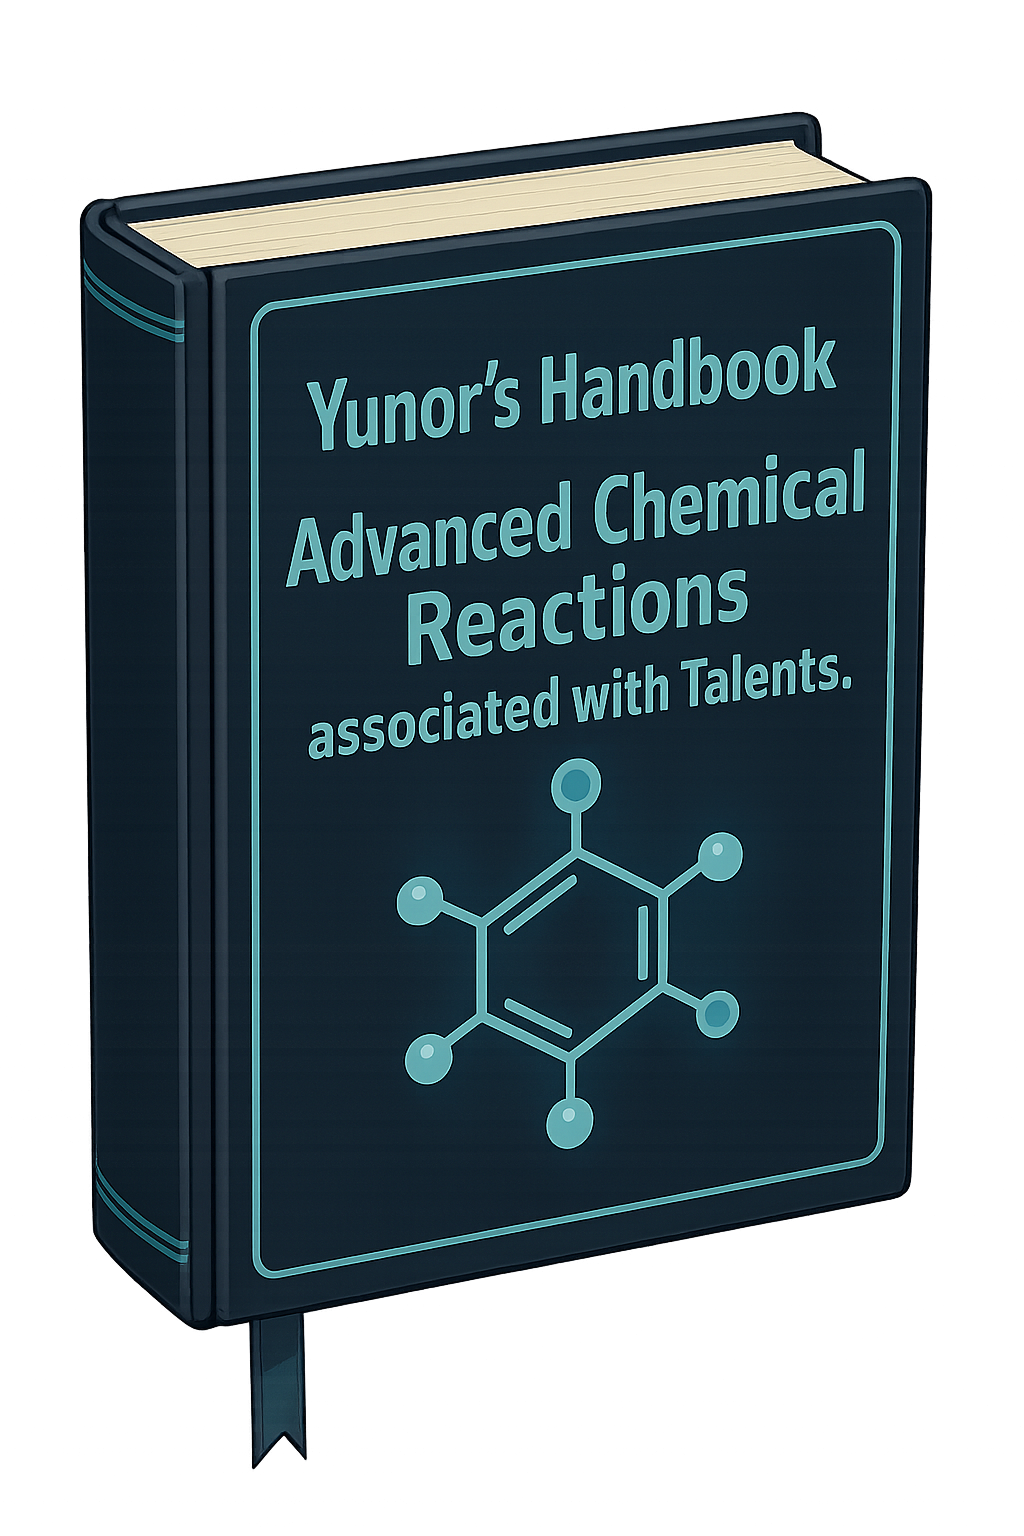 Yunor’s Handbook
Advanced Chemical
Reactions
associated with Talents.